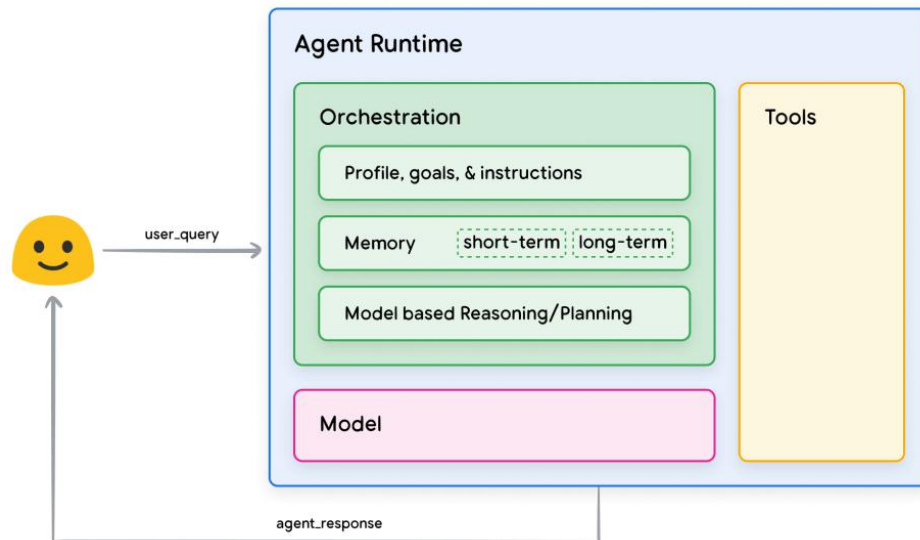 Agent Runtime
Orchestration
Tools
Profile, goals, & instructions
user_query
Memory short-term long-term
Model based Reasoning/Planning
Model
agent_response